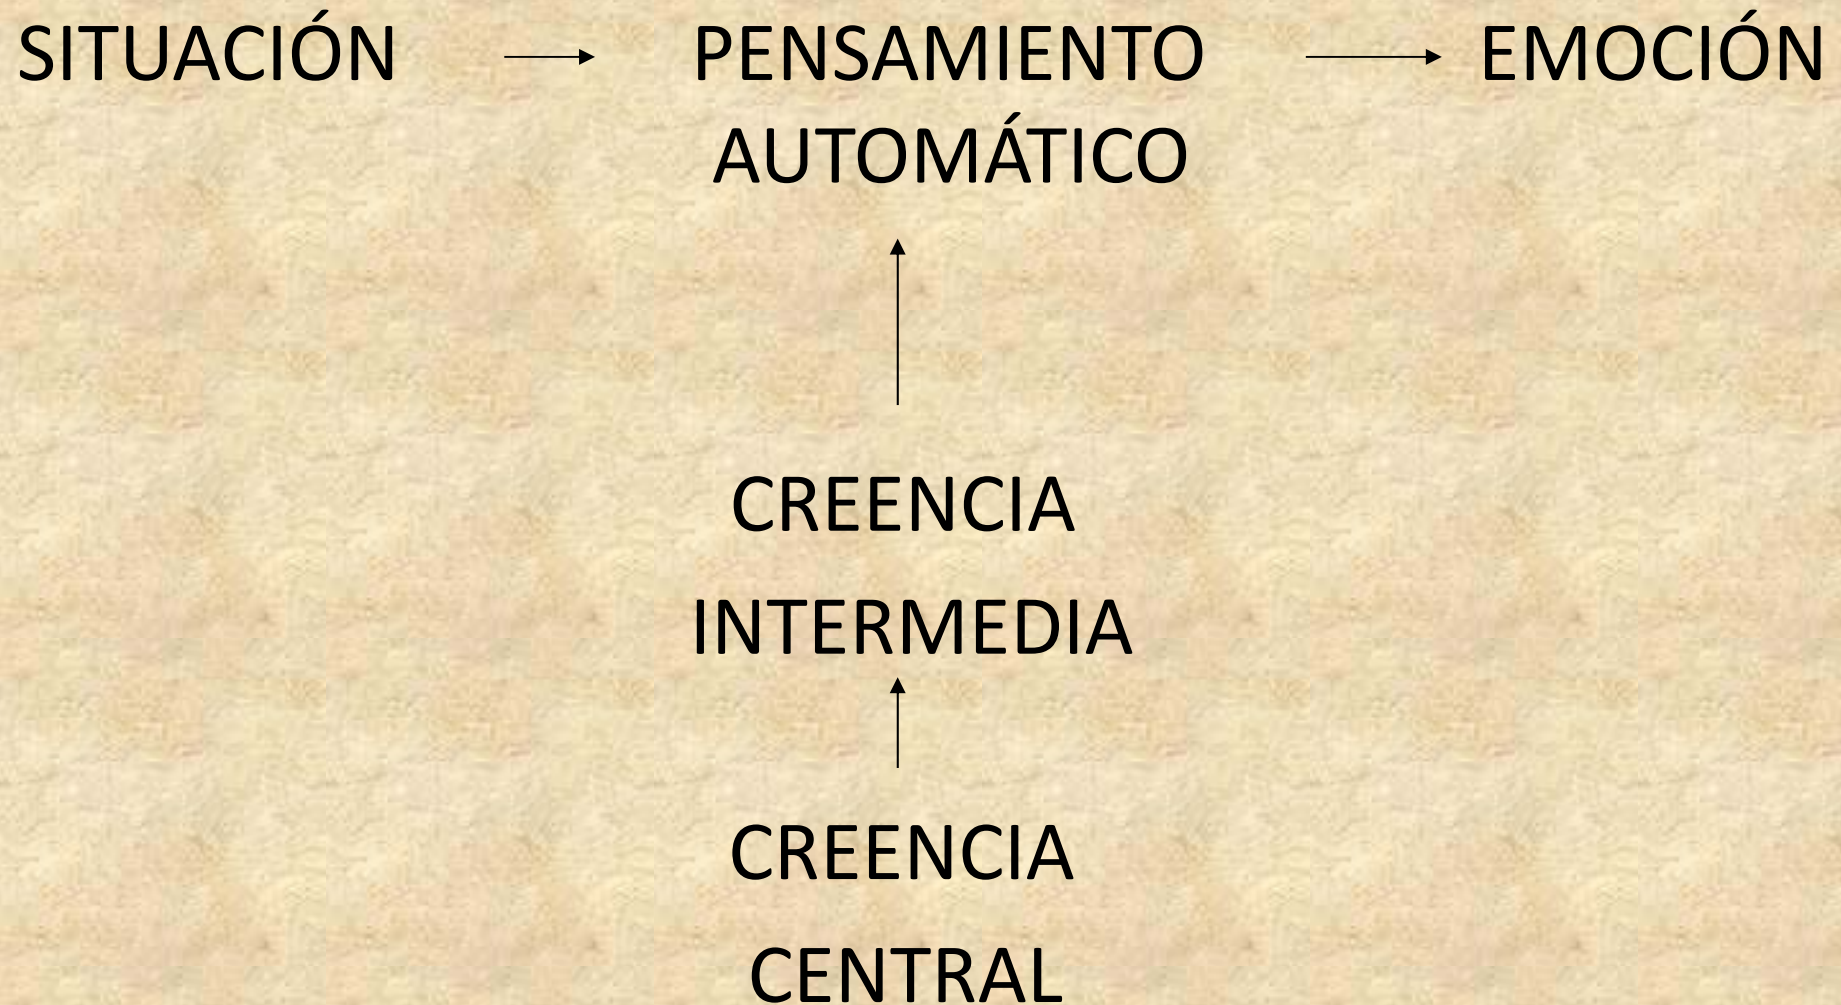 SITUACIÓN PENSAMIENTO EMOCIÓN
AUTOMÁTICO
CREENCIA
INTERMEDIA
CREENCIA
CENTRAL